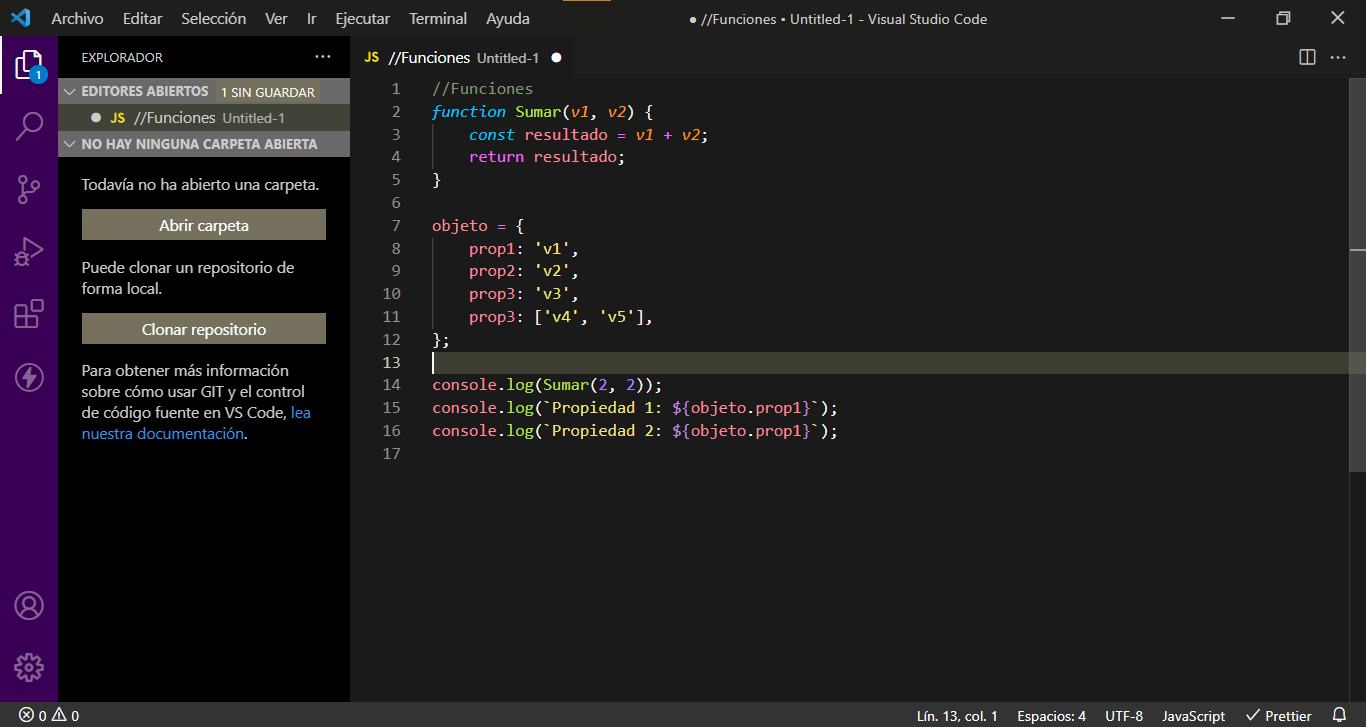 Archivo Editar Selección Ver Ir Ejecutar Terminal Ayuda
● //Funciones • Untitled-1 - Visual Studio Code
EXPLORADOR
EDITORES ABIERTOS 1 SIN GUARDAR
● JS //Funciones Untitled-1
NO HAY NINGUNA CARPETA ABIERTA
Todavía no ha abierto una carpeta.
Abrir carpeta
Puede clonar un repositorio de
forma local.
Clonar repositorio
Para obtener más información
sobre cómo usar GIT y el control
de código fuente en VS Code, lea
nuestra documentación.
1
JS //Funciones Untitled-1 ●
1 //Funciones
2 function Sumar(v1, v2) {
3     const resultado = v1 + v2;
4     return resultado;
5 }
6
7 objeto = {
8     prop1: 'v1',
9     prop2: 'v2',
10     prop3: 'v3',
11     prop3: ['v4', 'v5'],
12 };
13
14 console.log(Sumar(2, 2));
15 console.log(`Propiedad 1: ${objeto.prop1}`);
16 console.log(`Propiedad 2: ${objeto.prop1}`);
17
0 0
Lín. 13, col. 1 Espacios: 4 UTF-8 JavaScript ✓ Prettier